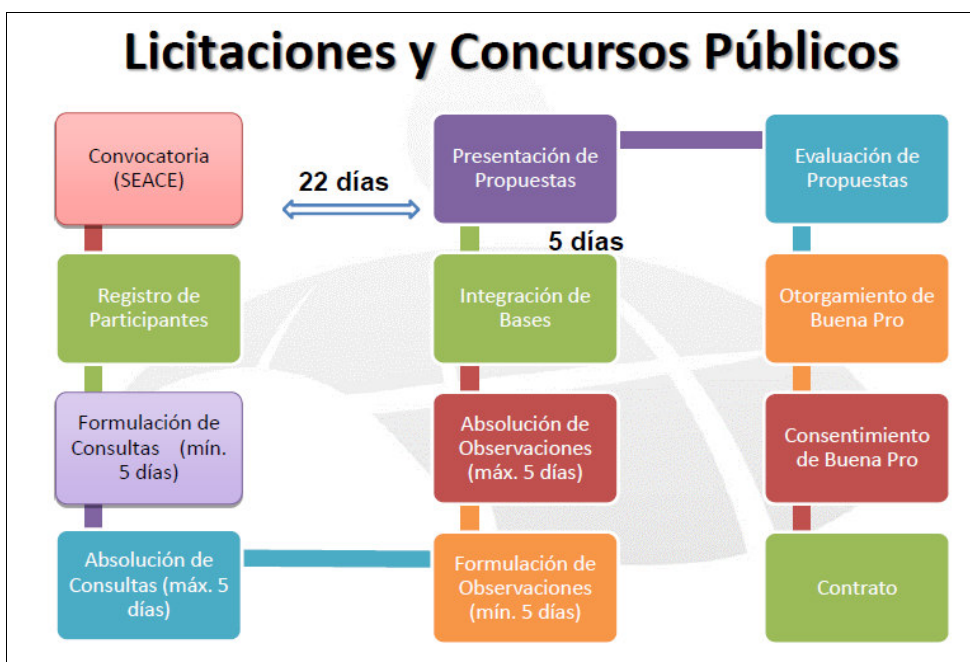 Licitaciones y Concursos Públicos
Convocatoria
(SEACE)
22 días
Registro de
Participantes
Formulación de
Consultas (mín.
5 días)
Absolución de
Consultas (máx. 5
días)
Presentación de
Propuestas
5 días
Integración de
Bases
Absolución de
Observaciones
(máx. 5 días)
Formulación de
Observaciones
(mín. 5 días)
Evaluación de
Propuestas
Otorgamiento de
Buena Pro
Consentimiento
de Buena Pro
Contrato